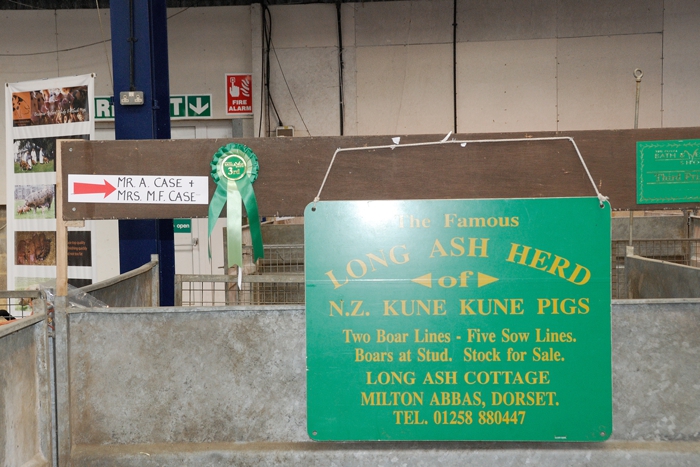 FIRE
ALARM
MR. A. CASE +
MRS. M.F. CASE
3rd
open
BATH &
Third
The Famous
LONG ASH HERD
of
N.Z. KUNE KUNE PIGS
Two Boar Lines - Five Sow Lines.
Boars at Stud. Stock for Sale.
LONG ASH COTTAGE
MILTON ABBAS, DORSET.
TEL. 01258 880447